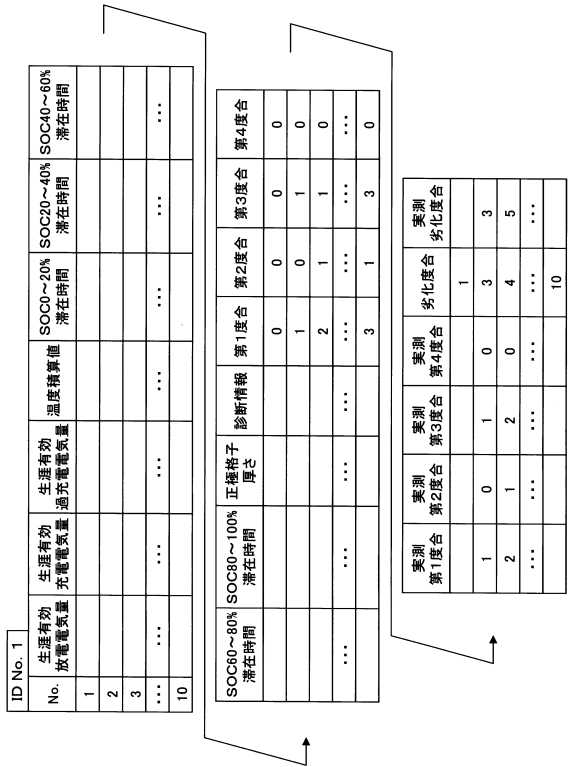 ID No. 1
No. 生涯有効 生涯有効 生涯有効 温度積算値 SOC0~20% SOC20~40% SOC40~60%
放電電気量 充電電気量 過充電電気量 滞在時間 滞在時間 滞在時間
1
2
3
… … … … … … … …
10
SOC60~80% SOC80~100% 正極格子 診断情報 第1度合 第2度合 第3度合 第4度合
滞在時間 滞在時間 厚さ
0 0 0 0
1 0 1 0
2 1 1 0
… … … … … … … …
3 1 3 0
実測 実測 実測 実測 劣化度合 実測
第1度合 第2度合 第3度合 第4度合 劣化度合
1
1 0 1 0 3 3
2 1 2 0 4 5
… … … … … …
10